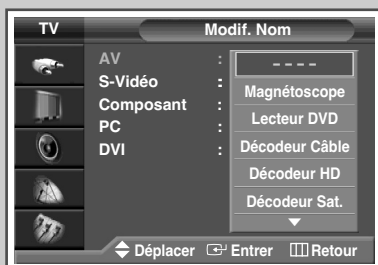 TV
Modif. Nom
AV :
S-Vidéo :
Composant :
PC :
DVI :
- - - -
Magnétoscope
Lecteur DVD
Décodeur Câble
Décodeur HD
Décodeur Sat.
Déplacer Entrer Retour